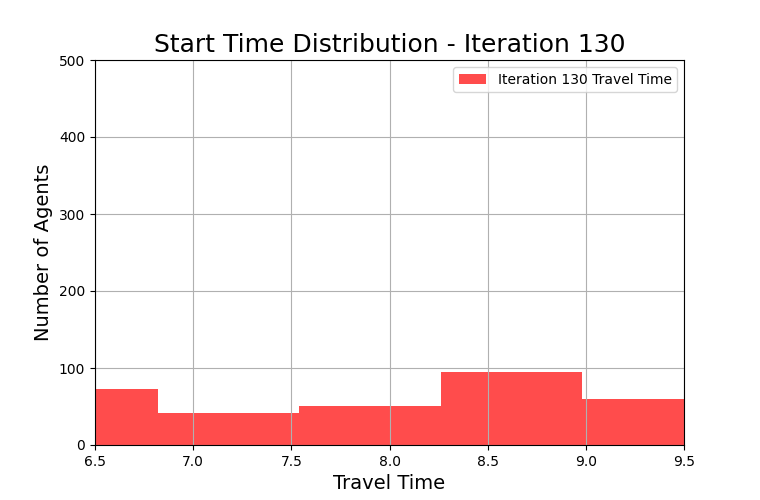 Start Time Distribution - Iteration 130
500
400
300
200
100
0
Number of Agents
Iteration 130 Travel Time
6.5 7.0 7.5 8.0 8.5 9.0 9.5
Travel Time